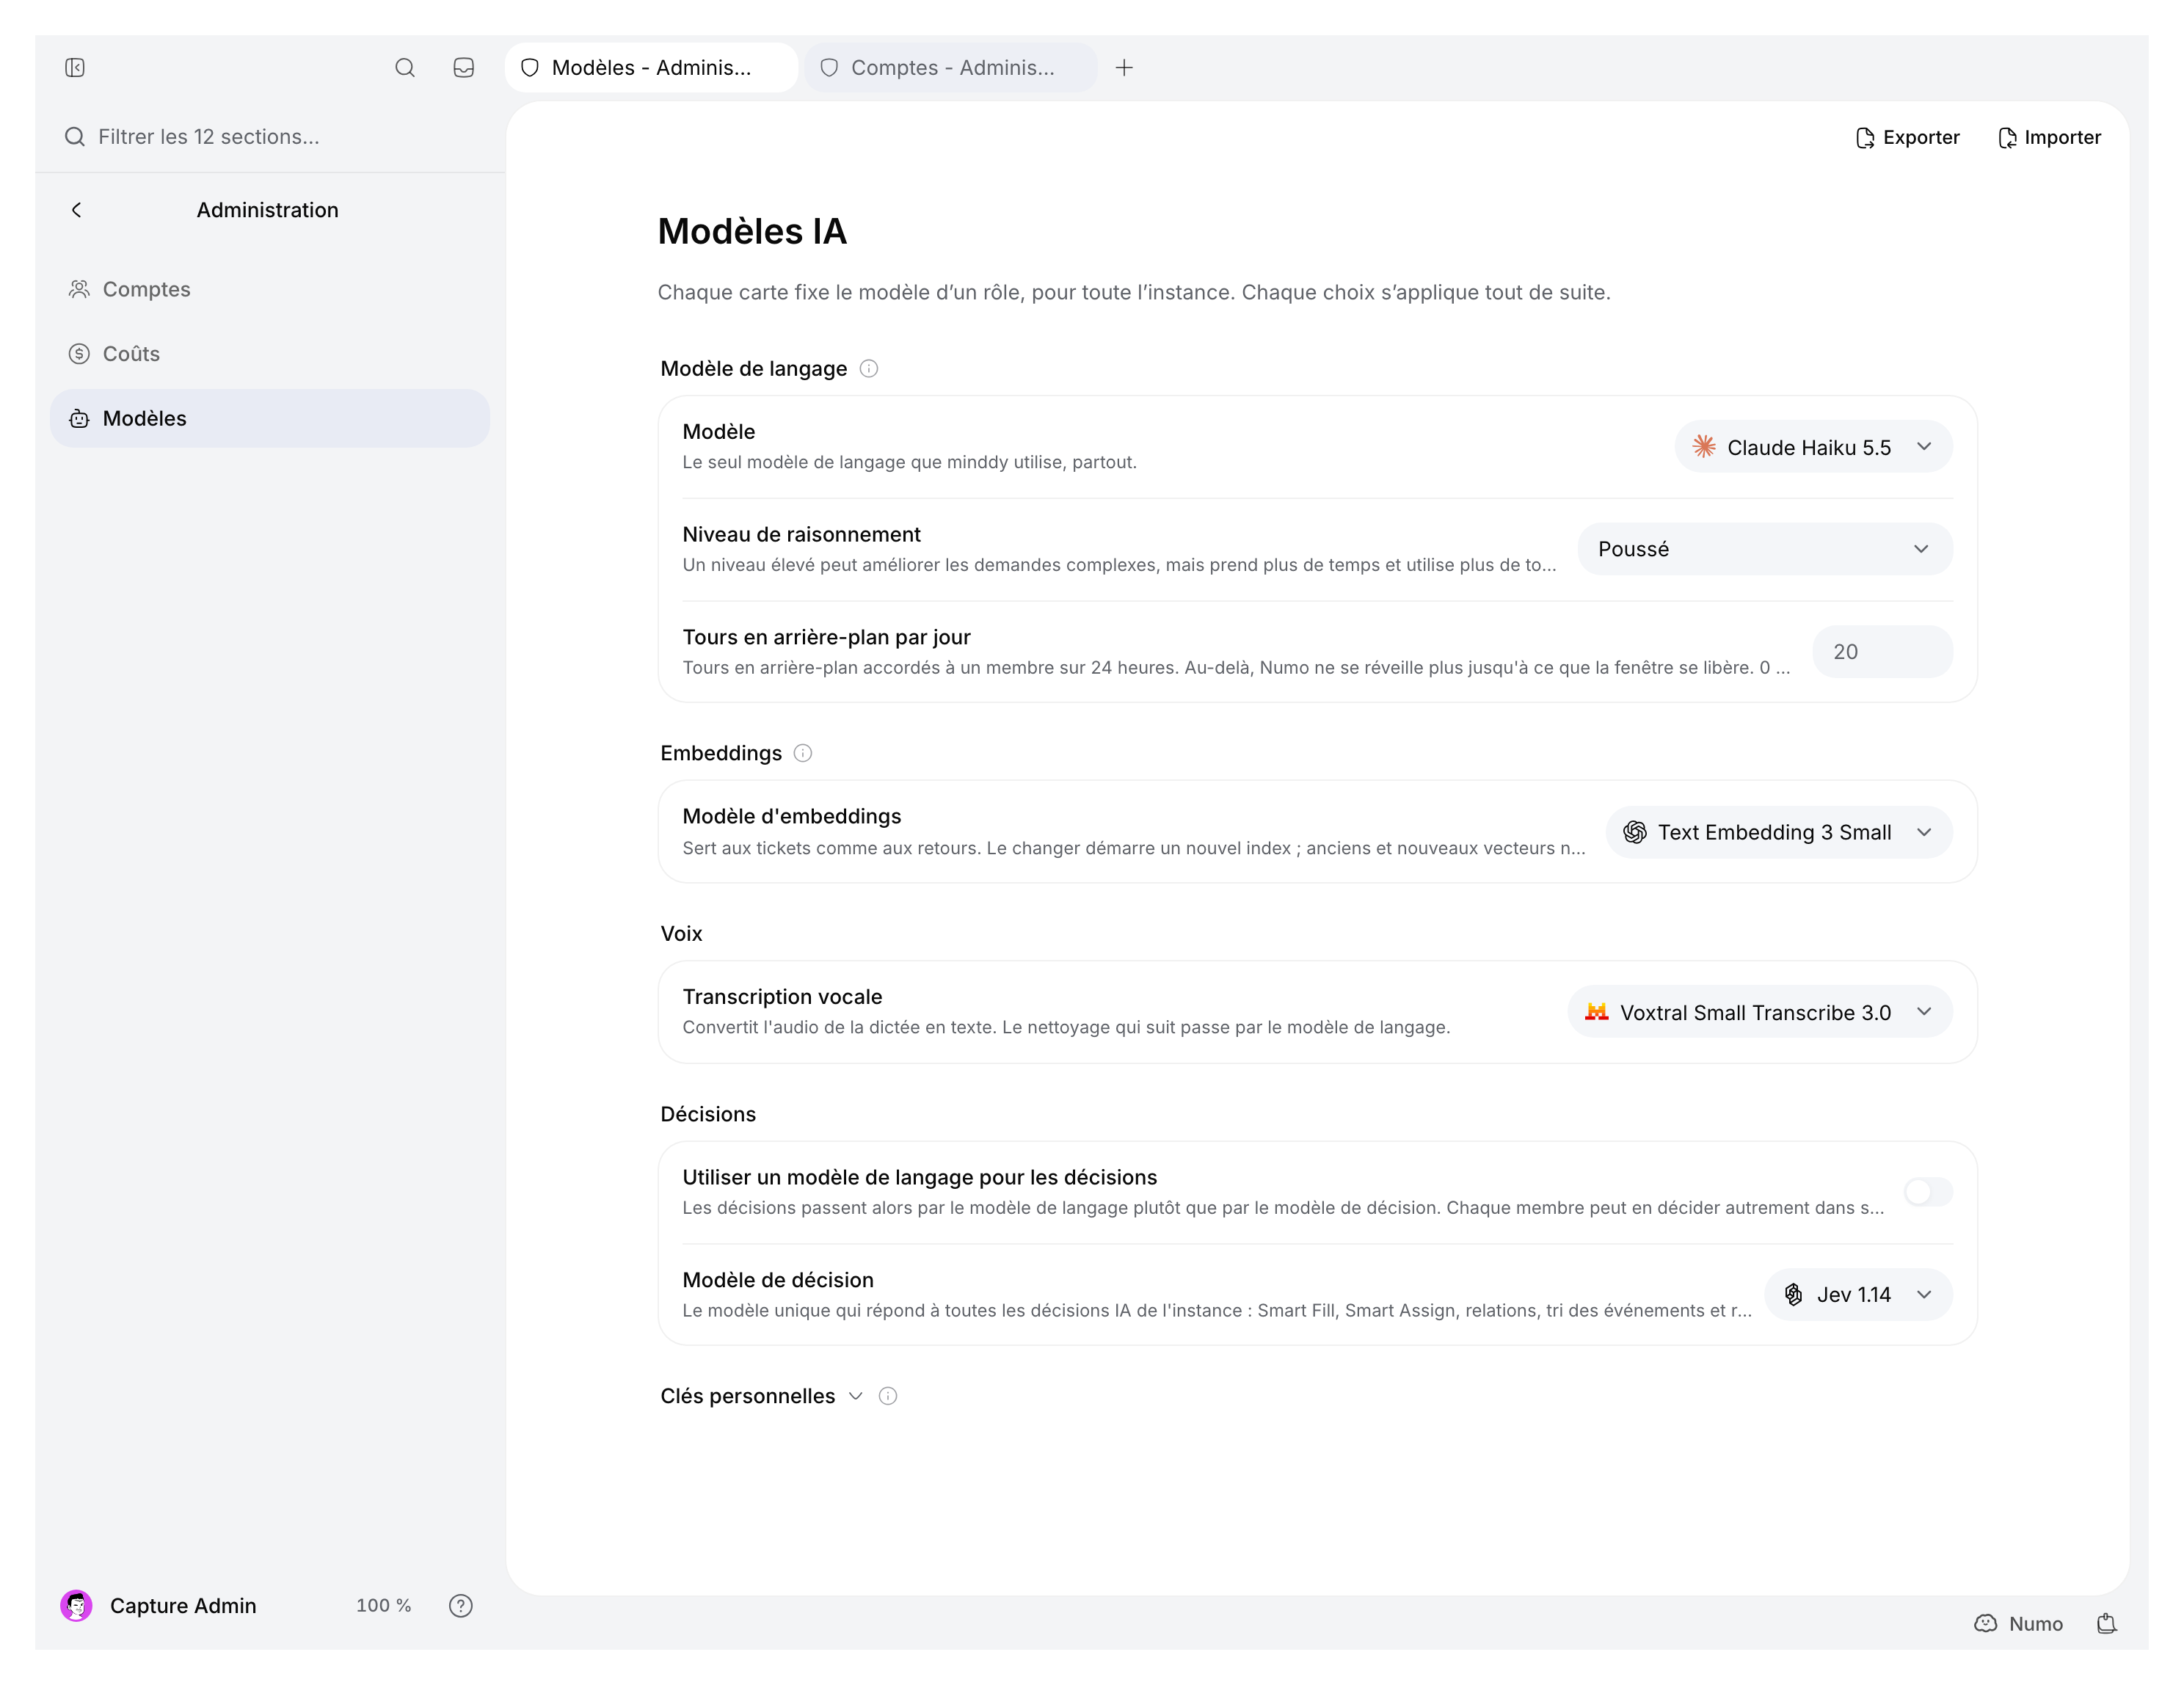 Modèles - Adminis...
Comptes - Adminis...
Filtrer les 12 sections...
Administration
Comptes
Coûts
Modèles
Exporter
Importer
Modèles IA
Chaque carte fixe le modèle d’un rôle, pour toute l’instance. Chaque choix s’applique tout de suite.
Modèle de langage
Modèle
Le seul modèle de langage que minddy utilise, partout.
Claude Haiku 5.5
Niveau de raisonnement
Un niveau élevé peut améliorer les demandes complexes, mais prend plus de temps et utilise plus de to...
Poussé
Tours en arrière-plan par jour
Tours en arrière-plan accordés à un membre sur 24 heures. Au-delà, Numo ne se réveille plus jusqu'à ce que la fenêtre se libère. 0 ...
20
Embeddings
Modèle d'embeddings
Sert aux tickets comme aux retours. Le changer démarre un nouvel index ; anciens et nouveaux vecteurs n...
Text Embedding 3 Small
Voix
Transcription vocale
Convertit l'audio de la dictée en texte. Le nettoyage qui suit passe par le modèle de langage.
Voxtral Small Transcribe 3.0
Décisions
Utiliser un modèle de langage pour les décisions
Les décisions passent alors par le modèle de langage plutôt que par le modèle de décision. Chaque membre peut en décider autrement dans s...
Modèle de décision
Le modèle unique qui répond à toutes les décisions IA de l'instance : Smart Fill, Smart Assign, relations, tri des événements et r...
Jev 1.14
Clés personnelles
Capture Admin
100 %
Numo